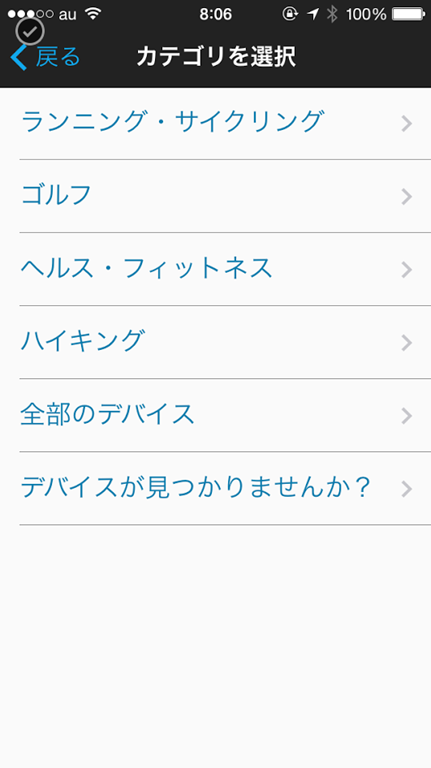 au 8:06 100%
戻る カテゴリを選択
ランニング・サイクリング
ゴルフ
ヘルス・フィットネス
ハイキング
全部のデバイス
デバイスが見つかりませんか？